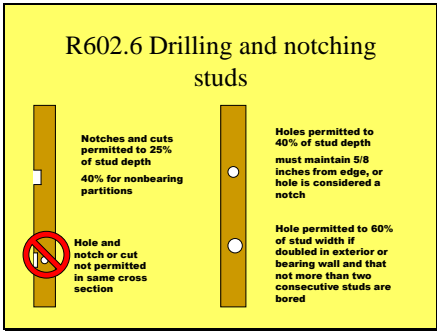 R602.6 Drilling and notching
studs
Notches and cuts
permitted to 25%
of stud depth
40% for nonbearing
partitions
Hole and
notch or cut
not permitted
in same cross
section
Holes permitted to
40% of stud depth
must maintain 5/8
inches from edge, or
hole is considered a
notch
Hole permitted to 60%
of stud width if
doubled in exterior or
bearing wall and that
not more than two
consecutive studs are
bored